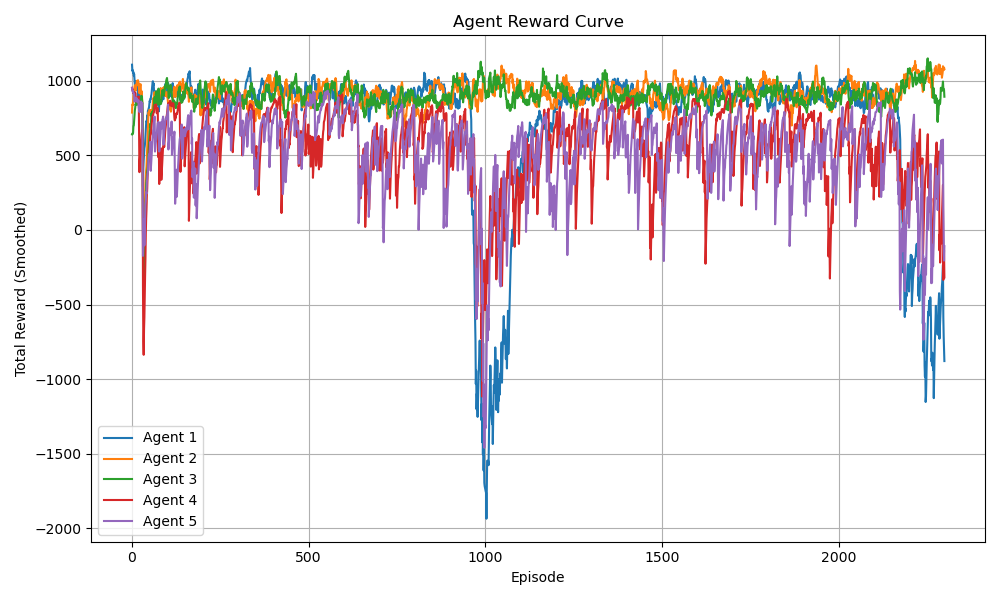 Agent Reward Curve
Total Reward (Smoothed)
1000
500
0
−500
−1000
−1500
−2000
Agent 1
Agent 2
Agent 3
Agent 4
Agent 5
0 500 1000 1500 2000
Episode